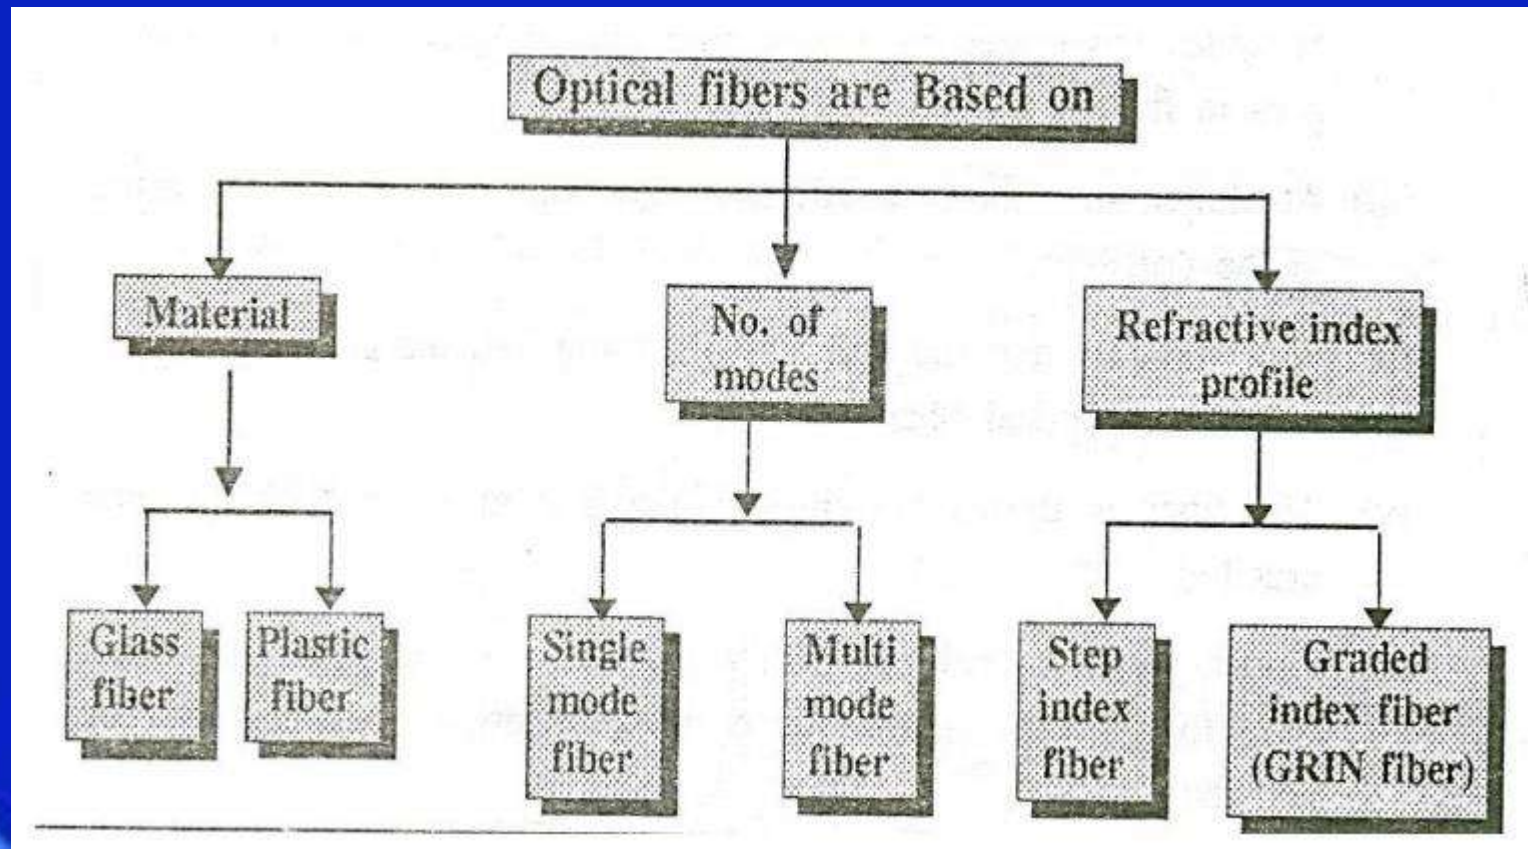 Optical fibers are Based on
Material
No. of
modes
Refractive index
profile
Glass
fiber
Plastic
fiber
Single
mode
fiber
Multi
mode
fiber
Step
index
fiber
Graded
index fiber
(GRIN fiber)